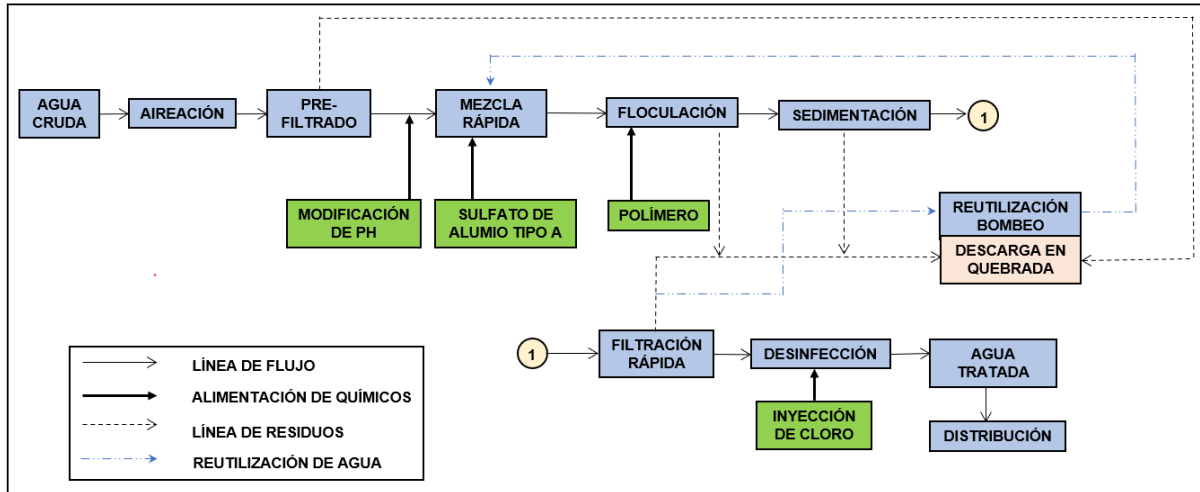 AGUA
CRUDA
AIREACIÓN
PRE-
FILTRADO
MEZCLA
RÁPIDA
FLOCULACIÓN
SEDIMENTACIÓN
1
MODIFICACIÓN
DE PH
SULFATO DE
ALUMIO TIPO A
POLÍMERO
REUTILIZACIÓN
BOMBEO
DESCARGA EN
QUEBRADA
1
FILTRACIÓN
RÁPIDA
DESINFECCIÓN
AGUA
TRATADA
INYECCIÓN
DE CLORO
DISTRIBUCIÓN
LÍNEA DE FLUJO
ALIMENTACIÓN DE QUÍMICOS
LÍNEA DE RESIDUOS
REUTILIZACIÓN DE AGUA